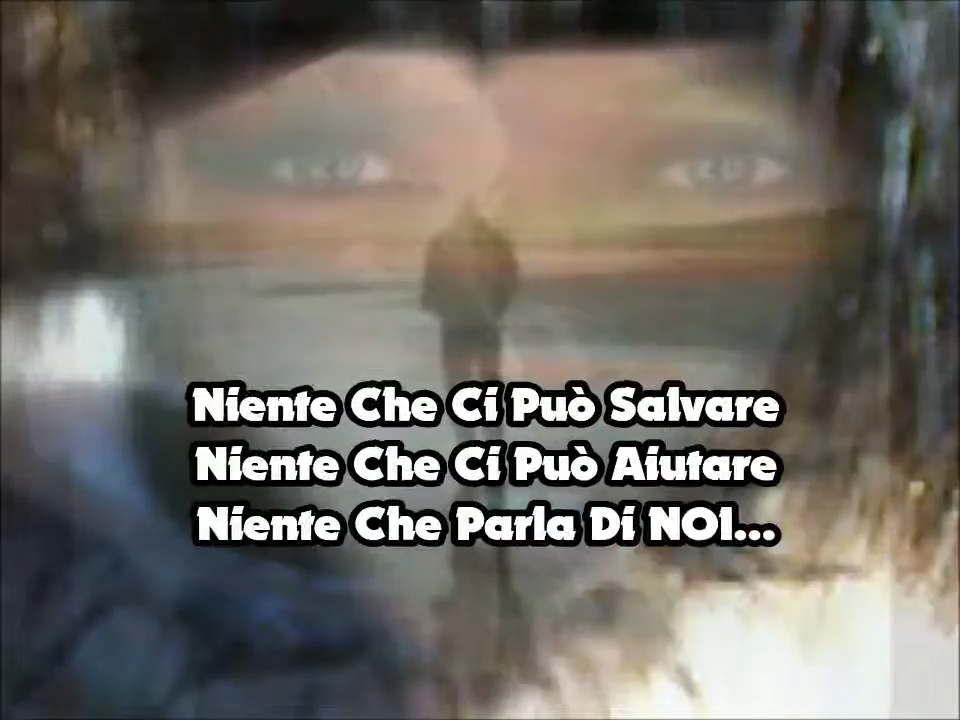 Niente Che Ci Può Salvare
Niente Che Ci Può Aiutare
Niente Che Parla Di NOI...